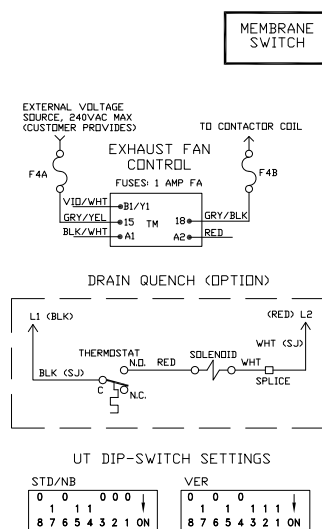 MEMBRANE
SWITCH
EXTERNAL VOLTAGE
SOURCE, 240VAC MAX
(CUSTOMER PROVIDES)
TO CONTACTOR COIL
EXHAUST FAN
CONTROL
F4A
F4B
FUSES: 1 AMP FA
VIO/WHT
B1/Y1
GRY/YEL
15
TM
18
GRY/BLK
BLK/WHT
A1
A2
RED
DRAIN QUENCH (OPTION)
L1 (BLK)
(RED) L2
WHT (SJ)
THERMOSTAT
SOLENOID
N.O.
RED
WHT
BLK (SJ)
SPLICE
C
N.C.
UT DIP-SWITCH SETTINGS
STD/NB
VER
0 0 0 0 0
1 1 1
8 7 6 5 4 3 2 1 ON
0 0 0 0
1 1 1 1
8 7 6 5 4 3 2 1 ON